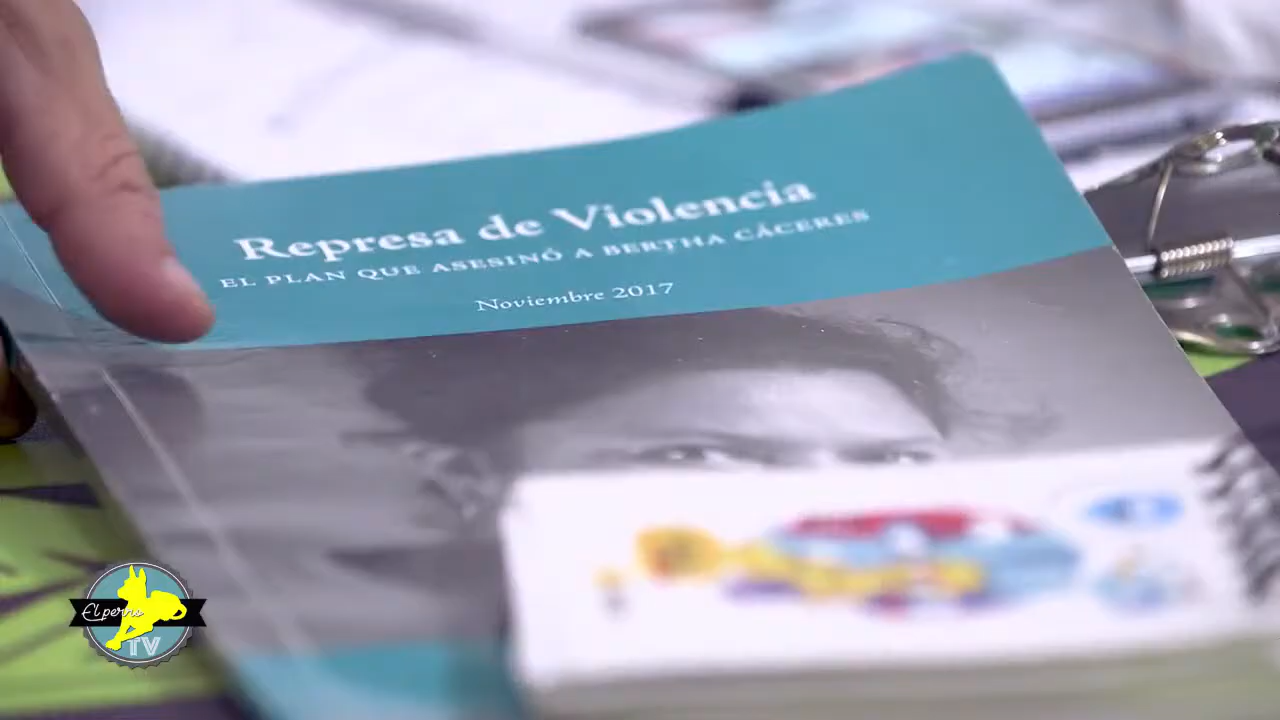 Represa de Violencia
EL PLAN QUE ASESINÓ A BERTHA CÁCERES
Noviembre 2017
El perro
TV